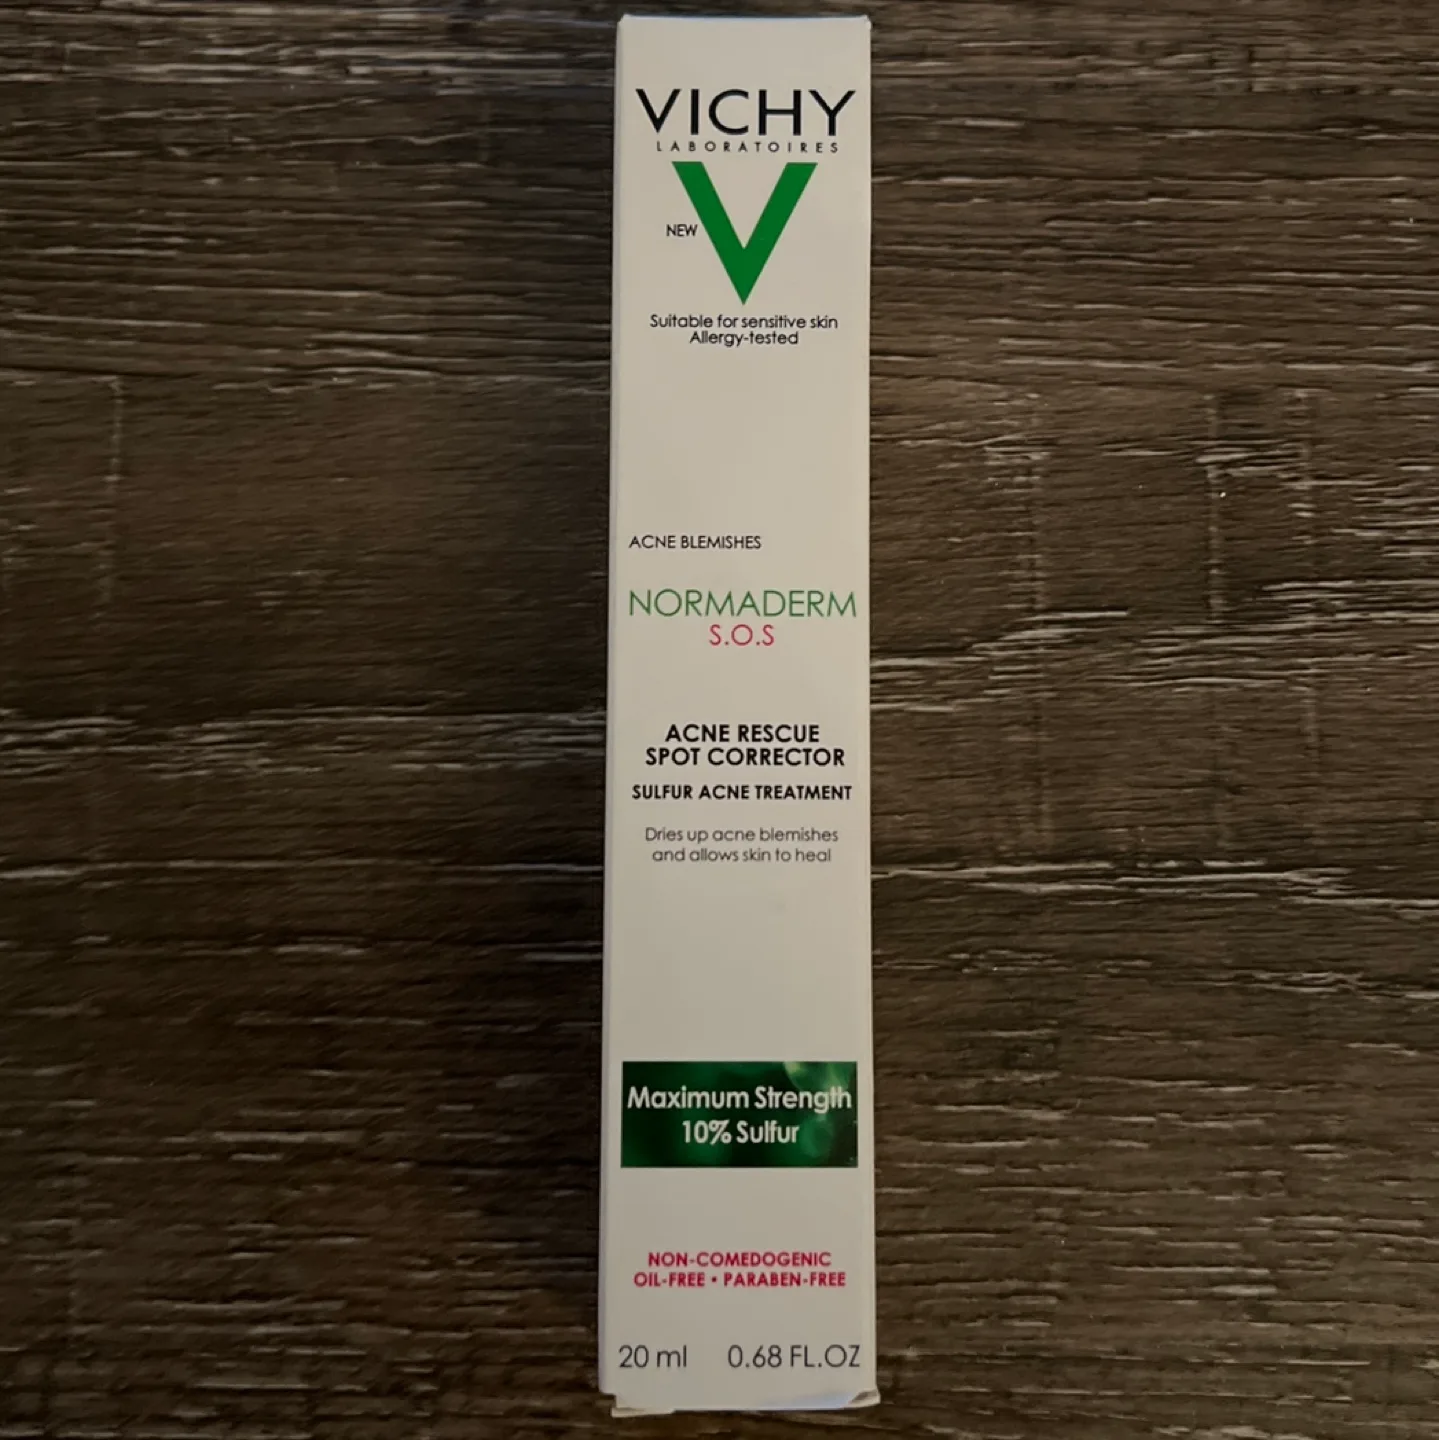 VICHY
LABORATOIRES
NEW
Suitable for sensitive skin
Allergy-tested
ACNE BLEMISHES
NORMADERM
S.O.S
ACNE RESCUE
SPOT CORRECTOR
SULFUR ACNE TREATMENT
Dries up acne blemishes
and allows skin to heal
Maximum Strength
10% Sulfur
NON-COMEDOGENIC
OIL-FREE • PARABEN-FREE
20 ml 0.68 FL.OZ